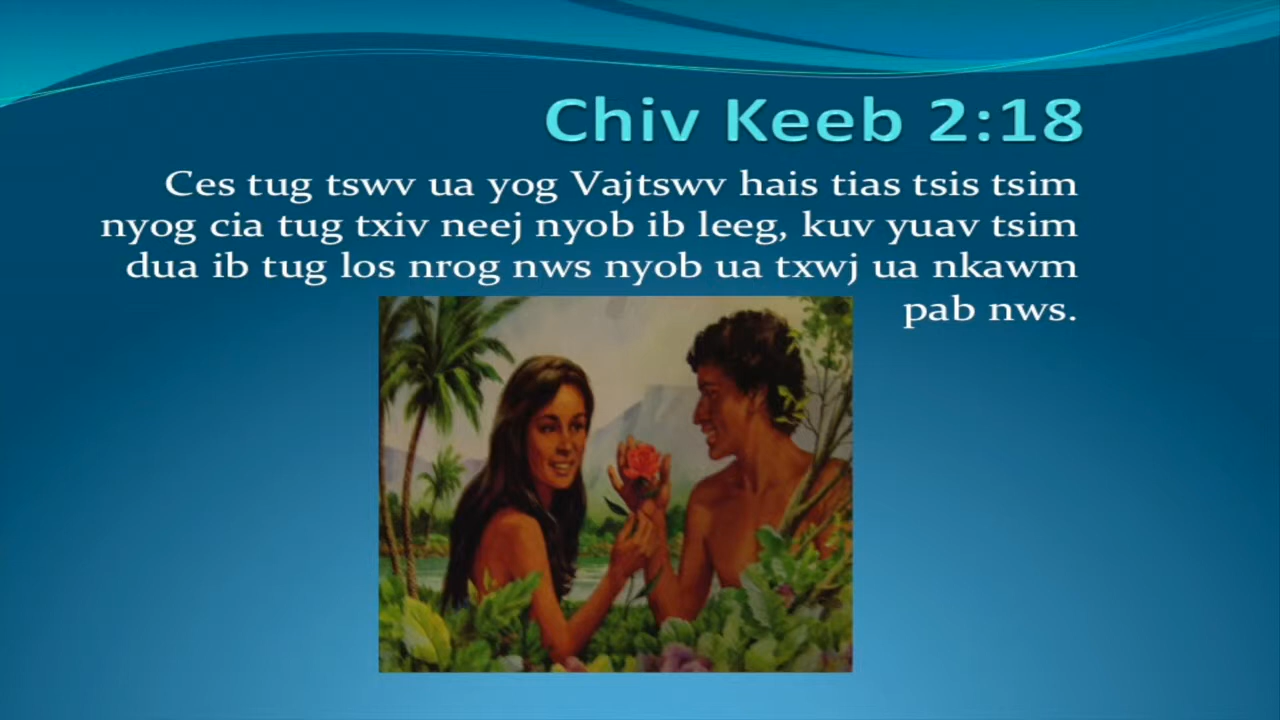 Chiv Keeb 2:18
Ces tug tswv ua yog Vajtswv hais tias tsis tsim
nyog cia tug txiv neej nyob ib leeg, kuv yuav tsim
dua ib tug los nrog nws nyob ua txwj ua nkawm
pab nws.